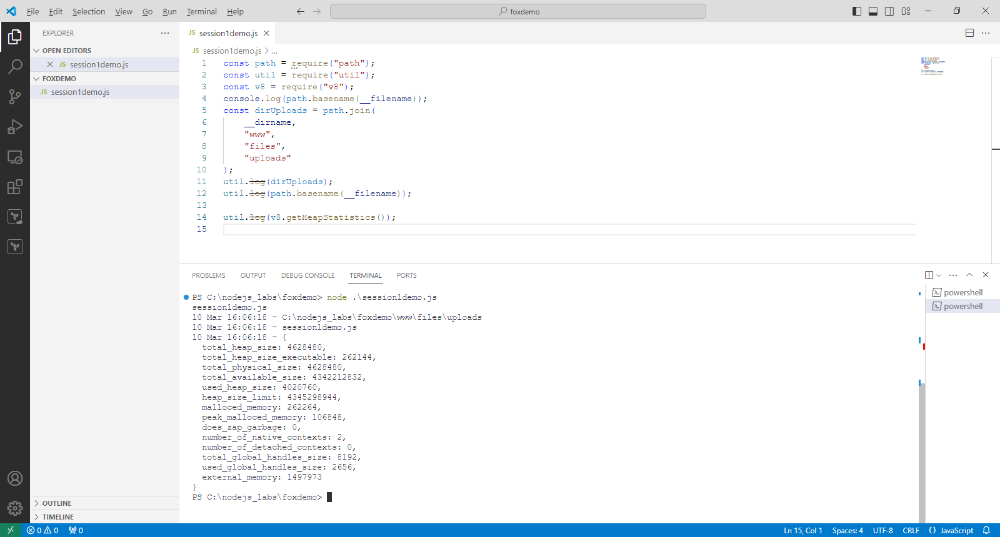 File Edit Selection View Go Run Terminal Help
foxdemo
EXPLORER
OPEN EDITORS
JS session1demo.js
FOXDEMO
JS session1demo.js
OUTLINE
TIMELINE
JS session1demo.js
JS session1demo.js > ...
1 const path = require("path");
2 const util = require("util");
3 const v8 = require("v8");
4 console.log(path.basename(__filename));
5 const dirUploads = path.join(
6 __dirname,
7 "www",
8 "files",
9 "uploads"
10 );
11 util.log(dirUploads);
12 util.log(path.basename(__filename));
13
14 util.log(v8.getHeapStatistics());
15
PROBLEMS OUTPUT DEBUG CONSOLE TERMINAL PORTS
PS C:\nodejs_labs\foxdemo> node .\session1demo.js
session1demo.js
10 Mar 16:06:18 - C:\nodejs_labs\foxdemo\www\files\uploads
10 Mar 16:06:18 - session1demo.js
10 Mar 16:06:18 - {
total_heap_size: 4628480,
total_heap_size_executable: 262144,
total_physical_size: 4628480,
total_available_size: 4342212832,
used_heap_size: 4020760,
heap_size_limit: 4345298944,
malloced_memory: 262264,
peak_malloced_memory: 106848,
does_zap_garbage: 0,
number_of_native_contexts: 2,
number_of_detached_contexts: 0,
total_global_handles_size: 8192,
used_global_handles_size: 2656,
external_memory: 1497973
}
PS C:\nodejs_labs\foxdemo>
powershell
powershell
0 0 0
Ln 15, Col 1 Spaces: 4 UTF-8 CRLF {} JavaScript